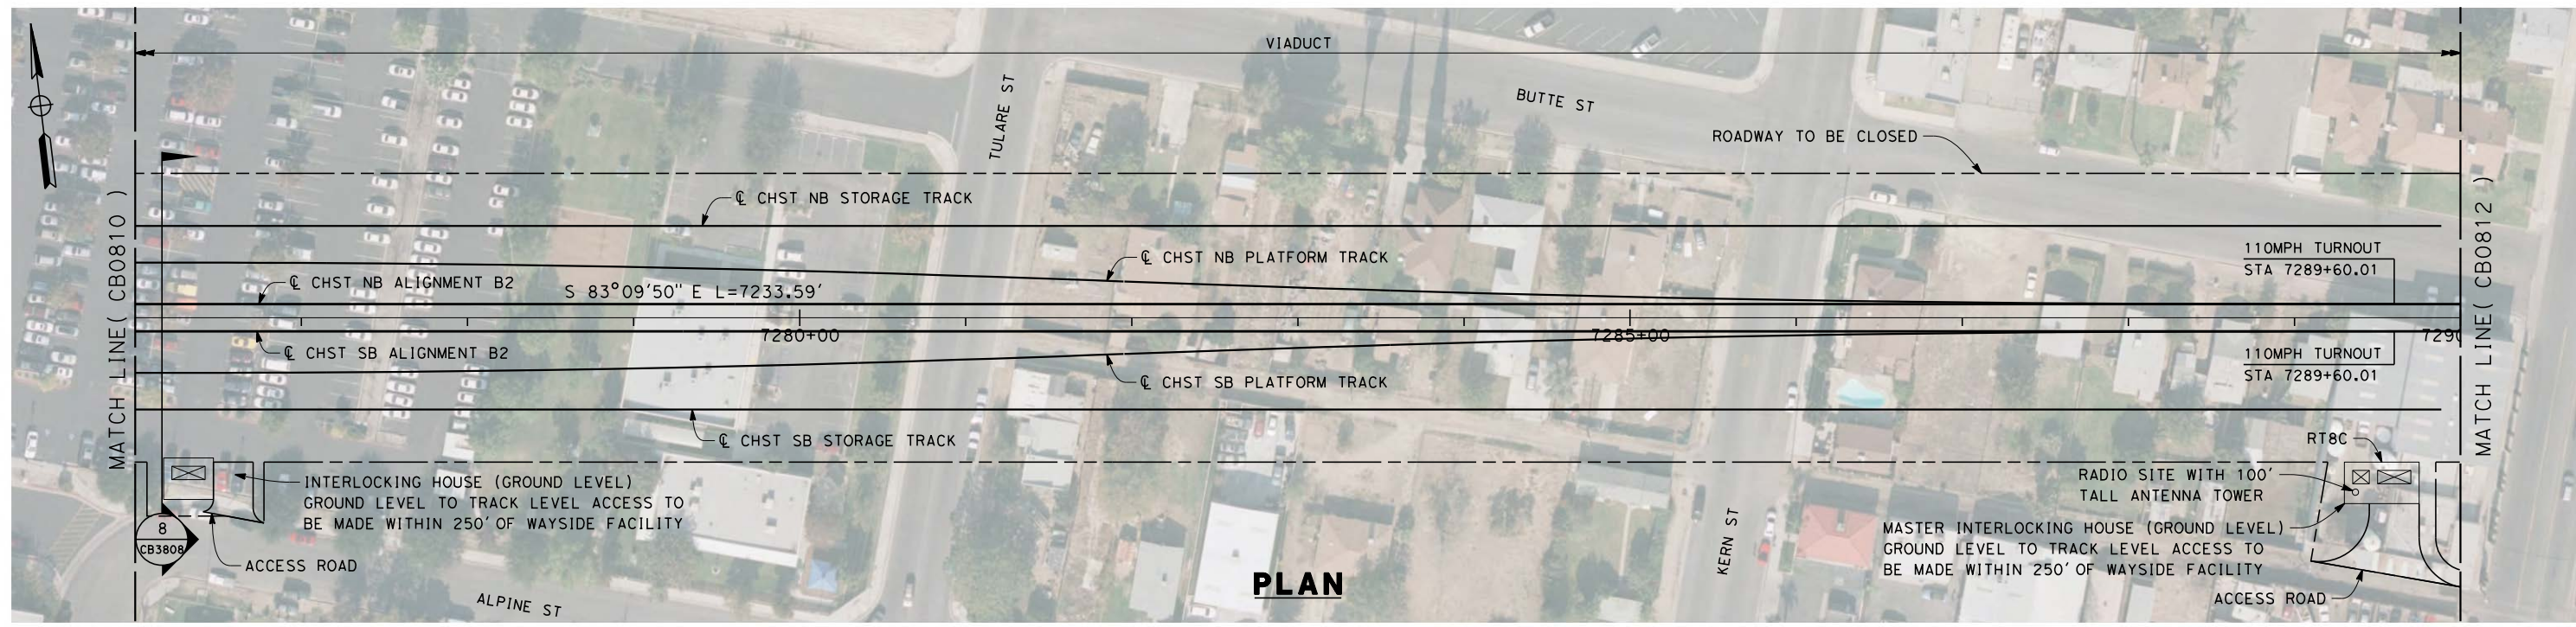 VIADUCT
TULARE ST
BUTTE ST
ROADWAY TO BE CLOSED
MATCH LINE( CB0810 )
℄ CHST NB STORAGE TRACK
℄ CHST NB PLATFORM TRACK
110MPH TURNOUT
STA 7289+60.01
℄ CHST NB ALIGNMENT B2
S 83°09'50" E L=7233.59'
7280+00
7285+00
7290
℄ CHST SB ALIGNMENT B2
110MPH TURNOUT
STA 7289+60.01
℄ CHST SB PLATFORM TRACK
℄ CHST SB STORAGE TRACK
MATCH LINE( CB0812 )
RT8C
INTERLOCKING HOUSE (GROUND LEVEL)
GROUND LEVEL TO TRACK LEVEL ACCESS TO
BE MADE WITHIN 250' OF WAYSIDE FACILITY
RADIO SITE WITH 100'
TALL ANTENNA TOWER
8
CB3808
ACCESS ROAD
KERN ST
MASTER INTERLOCKING HOUSE (GROUND LEVEL)
GROUND LEVEL TO TRACK LEVEL ACCESS TO
BE MADE WITHIN 250' OF WAYSIDE FACILITY
ALPINE ST
PLAN
ACCESS ROAD